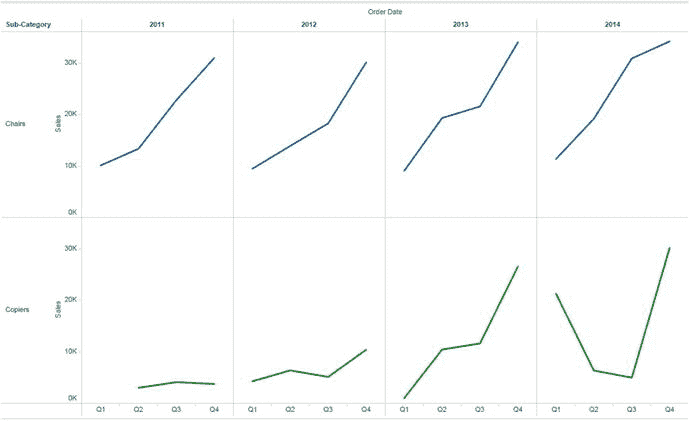 Order Date
Sub-Category 2011 2012 2013 2014
30K
20K
Chairs
Sales
10K
0K
30K
20K
Copiers
Sales
10K
0K
Q1 Q2 Q3 Q4 Q1 Q2 Q3 Q4 Q1 Q2 Q3 Q4 Q1 Q2 Q3 Q4